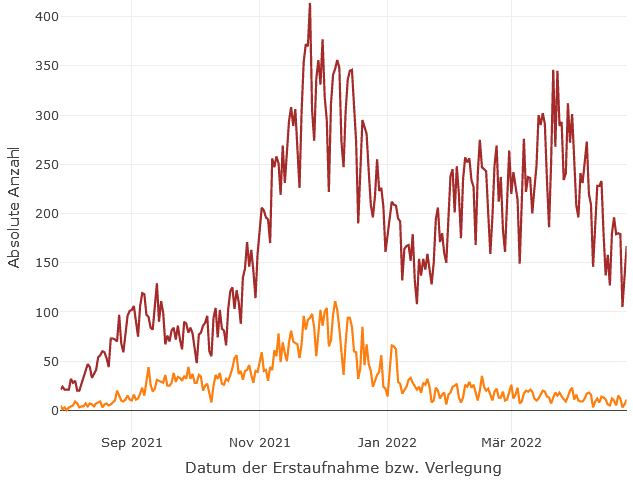 400
350
300
250
200
150
100
50
0
Absolute Anzahl
Sep 2021
Nov 2021
Jan 2022
Mär 2022
Datum der Erstaufnahme bzw. Verlegung